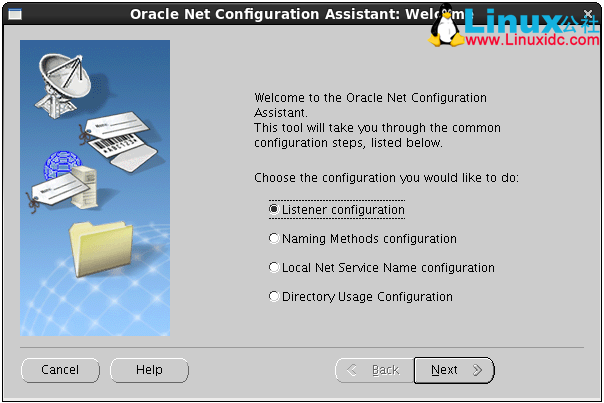 Oracle Net Configuration Assistant: Welcom
Linux公社
www.Linuxidc.com
Welcome to the Oracle Net Configuration
Assistant.
This tool will take you through the common
configuration steps, listed below.
Choose the configuration you would like to do:
Listener configuration
Naming Methods configuration
Local Net Service Name configuration
Directory Usage Configuration
Cancel
Help
Back
Next